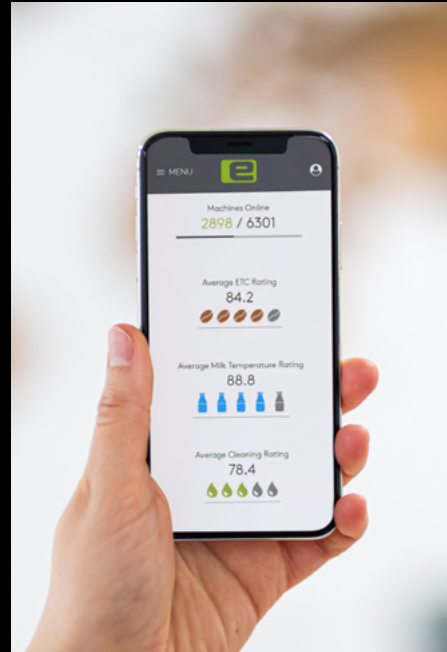 MENU
e
Machines Online
2898 / 6301
Average ETC Rating
84.2
Average Milk Temperature Rating
88.8
Average Cleaning Rating
78.4